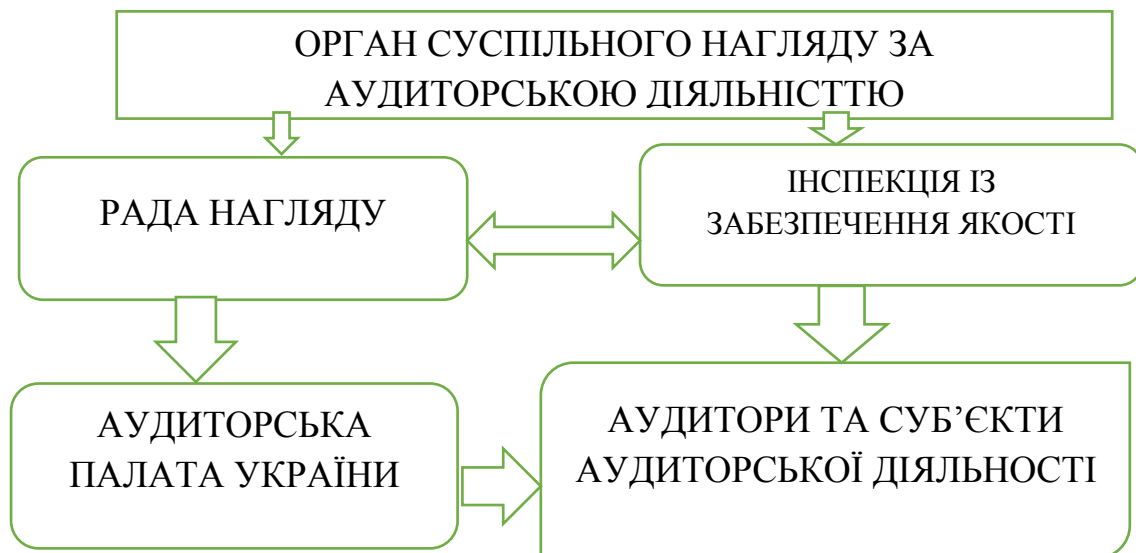 ОРГАН СУСПІЛЬНОГО НАГЛЯДУ ЗА
АУДИТОРСЬКОЮ ДІЯЛЬНІСТТЮ
РАДА НАГЛЯДУ
ІНСПЕКЦІЯ ІЗ
ЗАБЕЗПЕЧЕННЯ ЯКОСТІ
АУДИТОРСЬКА
ПАЛАТА УКРАЇНИ
АУДИТОРИ ТА СУБ’ЄКТИ
АУДИТОРСЬКОЇ ДІЯЛЬНОСТІ